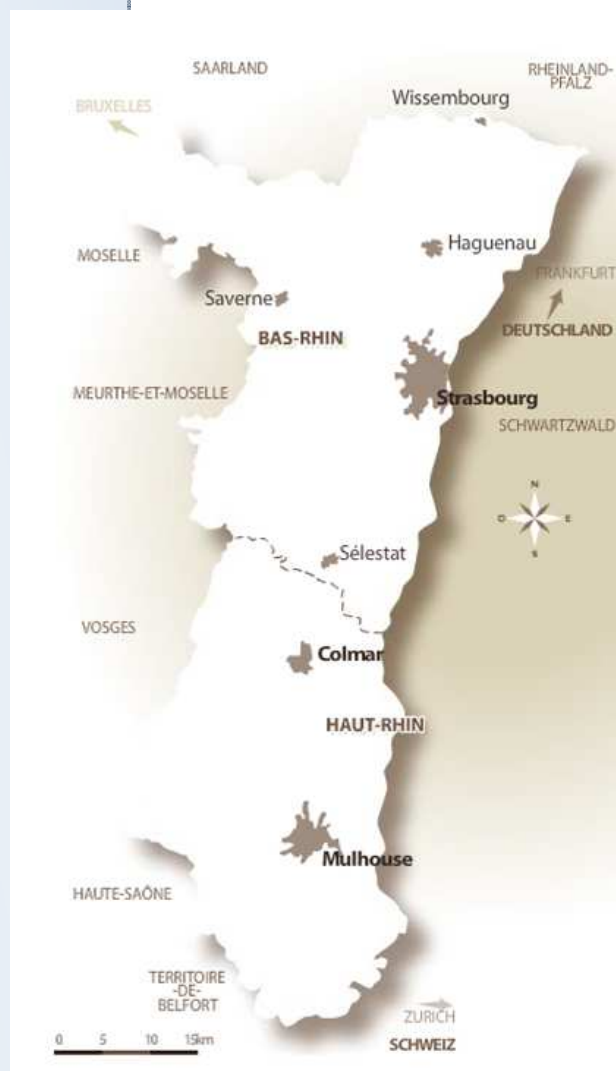 SAARLAND
RHEINLAND-
PFALZ
Wissembourg
BRUXELLES
Haguenau
MOSELLE
FRANKFURT
Saverne
DEUTSCHLAND
BAS-RHIN
MEURTHE-ET-MOSELLE
Strasbourg
SCHWARTZWALD
N
O
E
S
Sélestat
VOSGES
Colmar
HAUT-RHIN
Mulhouse
HAUTE-SAÔNE
TERRITOIRE
-DE-
BELFORT
ZURICH
SCHWEIZ
0 5 10 15km